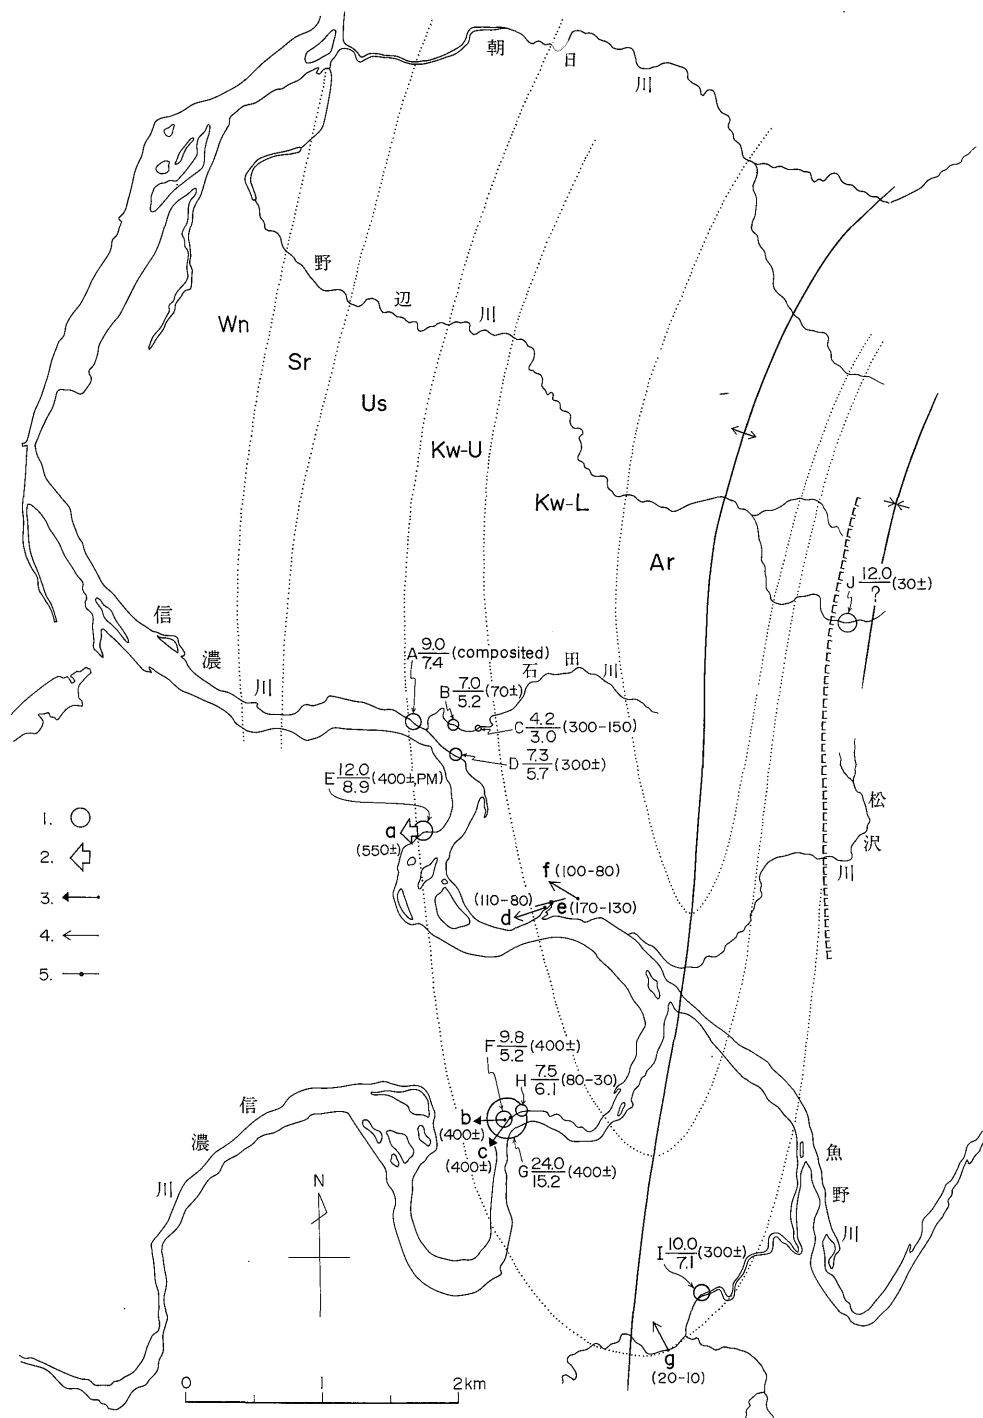 朝日川
野辺川
Wn
Sr
Us
Kw-U
Kw-L
Ar
J 12.0/7 (30±)
信濃川
石田川
A 9.0/7.4 (composited)
B 7.0/5.2 (70±)
C 4.2/3.0 (300-150)
D 7.3/5.7 (300±)
E 12.0/8.9 (400±,PM)
a
(550±)
松沢川
1.
2.
3.
4.
5.
f (100-80)
(110-80)
d
e (170-130)
F 9.8/5.2 (400±)
H 7.5/6.1 (80-30)
b
(400±)
c
(400±)
G 24.0/15.2 (400±)
信濃川
魚野川
N
I 10.0/7.1 (300±)
g
(20-10)
0 1 2km